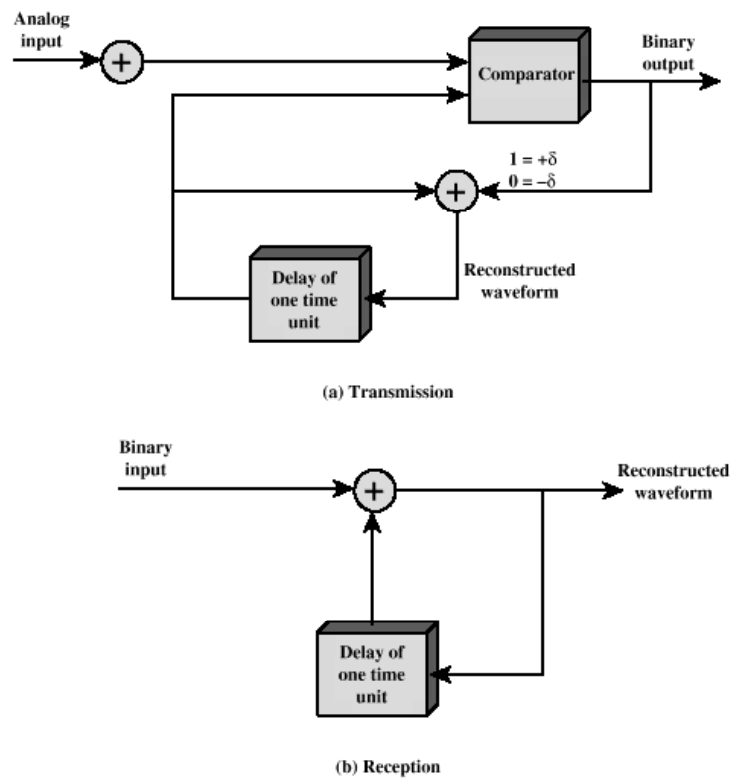 Analog
input
+
Comparator
Binary
output
1 = +δ
0 = −δ
+
Delay of
one time
unit
Reconstructed
waveform
(a) Transmission
Binary
input
+
Reconstructed
waveform
Delay of
one time
unit
(b) Reception